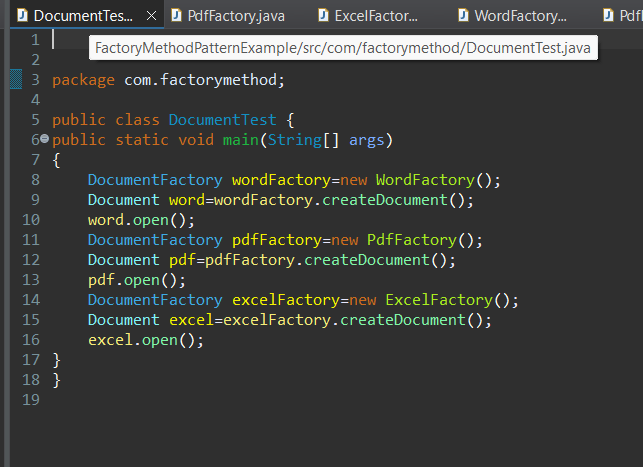 DocumentTes... PdfFactory.java ExcelFactor... WordFactory... Pdf
FactoryMethodPatternExample/src/com/factorymethod/DocumentTest.java
1
2
3 package com.factorymethod;
4
5 public class DocumentTest {
6 public static void main(String[] args)
7 {
8 DocumentFactory wordFactory=new WordFactory();
9 Document word=wordFactory.createDocument();
10 word.open();
11 DocumentFactory pdfFactory=new PdfFactory();
12 Document pdf=pdfFactory.createDocument();
13 pdf.open();
14 DocumentFactory excelFactory=new ExcelFactory();
15 Document excel=excelFactory.createDocument();
16 excel.open();
17 }
18 }
19